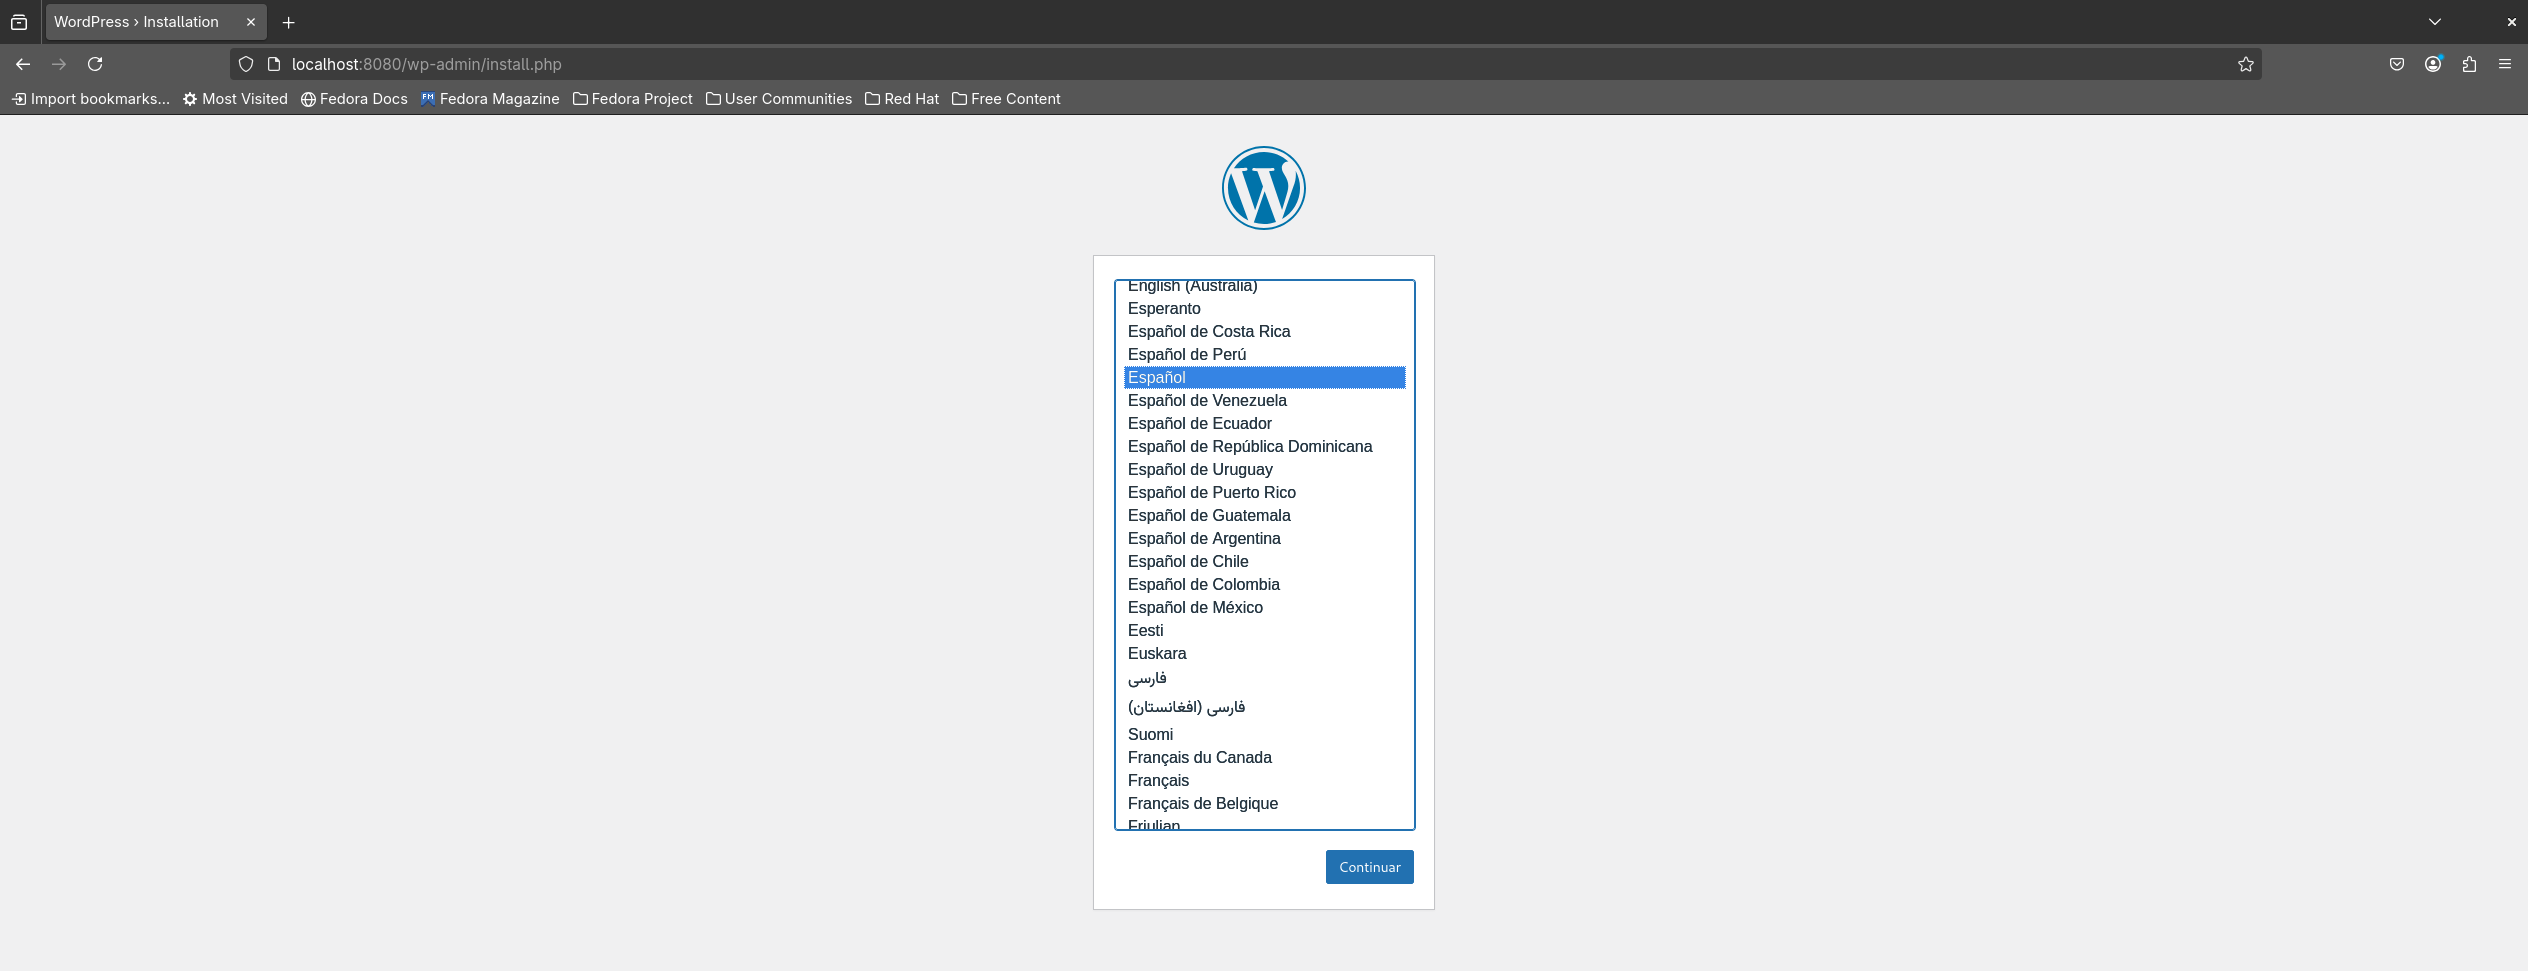 WordPress › Installation
localhost:8080/wp-admin/install.php
Import bookmarks... Most Visited Fedora Docs Fedora Magazine Fedora Project User Communities Red Hat Free Content
English (Australia)
Esperanto
Español de Costa Rica
Español de Perú
Español
Español de Venezuela
Español de Ecuador
Español de República Dominicana
Español de Uruguay
Español de Puerto Rico
Español de Guatemala
Español de Argentina
Español de Chile
Español de Colombia
Español de México
Eesti
Euskara
فارسی
فارسی (افغانستان)
Suomi
Français du Canada
Français
Français de Belgique
Friulian
Continuar